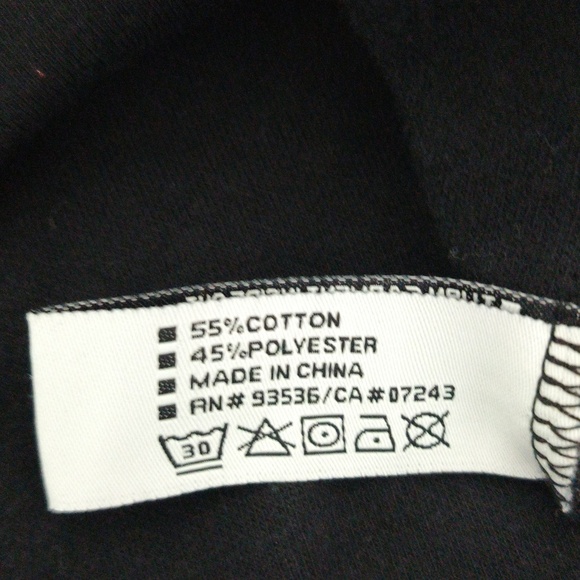 55%COTTON
45%POLYESTER
MADE IN CHINA
RN# 93536/CA#07243
30